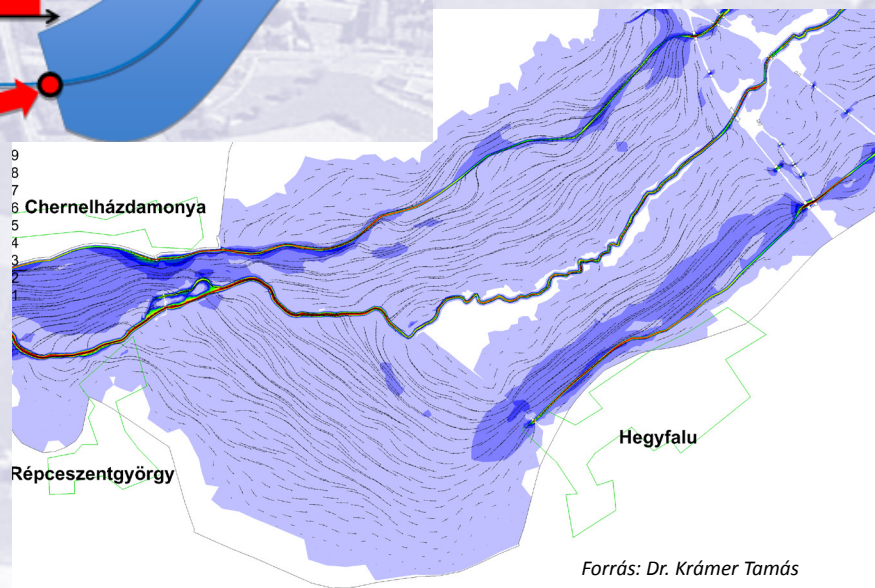 9
8
7
6
5
4
3
2
1
Chernelházdamonya
Répceszentgyörgy
Hegyfalu
Forrás: Dr. Krámer Tamás